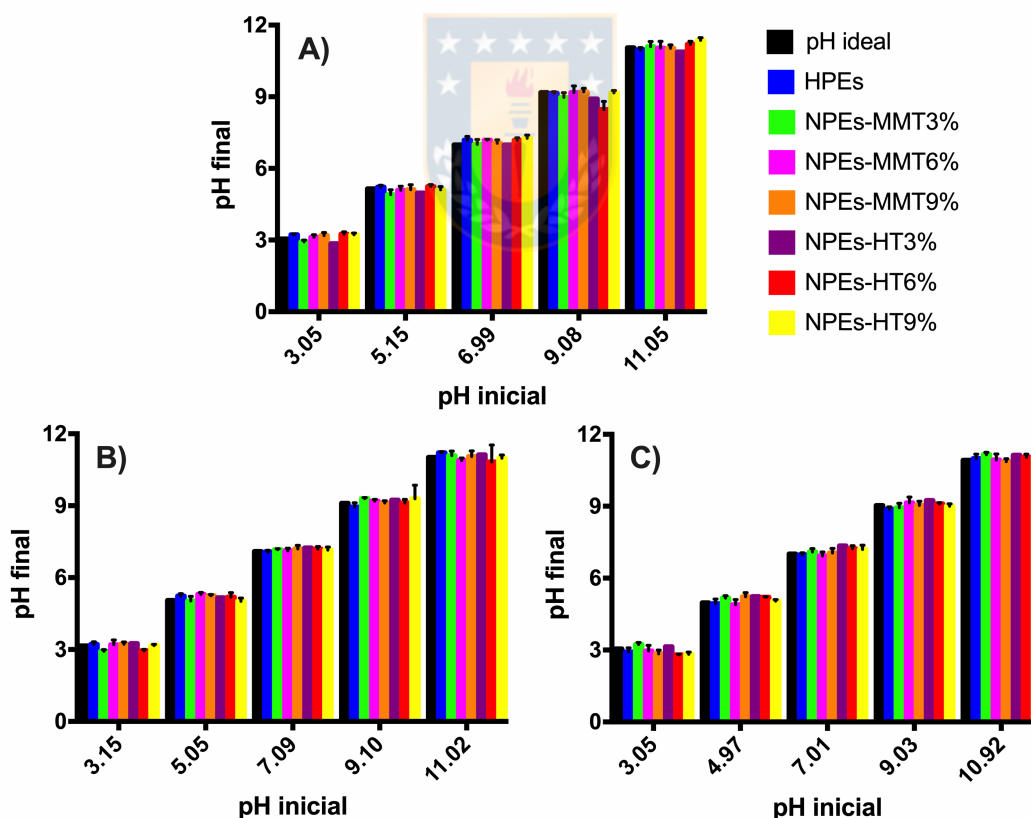 A)
12
9
6
3
0
pH final
3.05
5.15
6.99
9.08
11.05
pH inicial
pH ideal
HPEs
NPEs-MMT3%
NPEs-MMT6%
NPEs-MMT9%
NPEs-HT3%
NPEs-HT6%
NPEs-HT9%
B)
12
9
6
3
0
pH final
3.15
5.05
7.09
9.10
11.02
pH inicial
C)
12
9
6
3
0
pH final
3.05
4.97
7.01
9.03
10.92
pH inicial